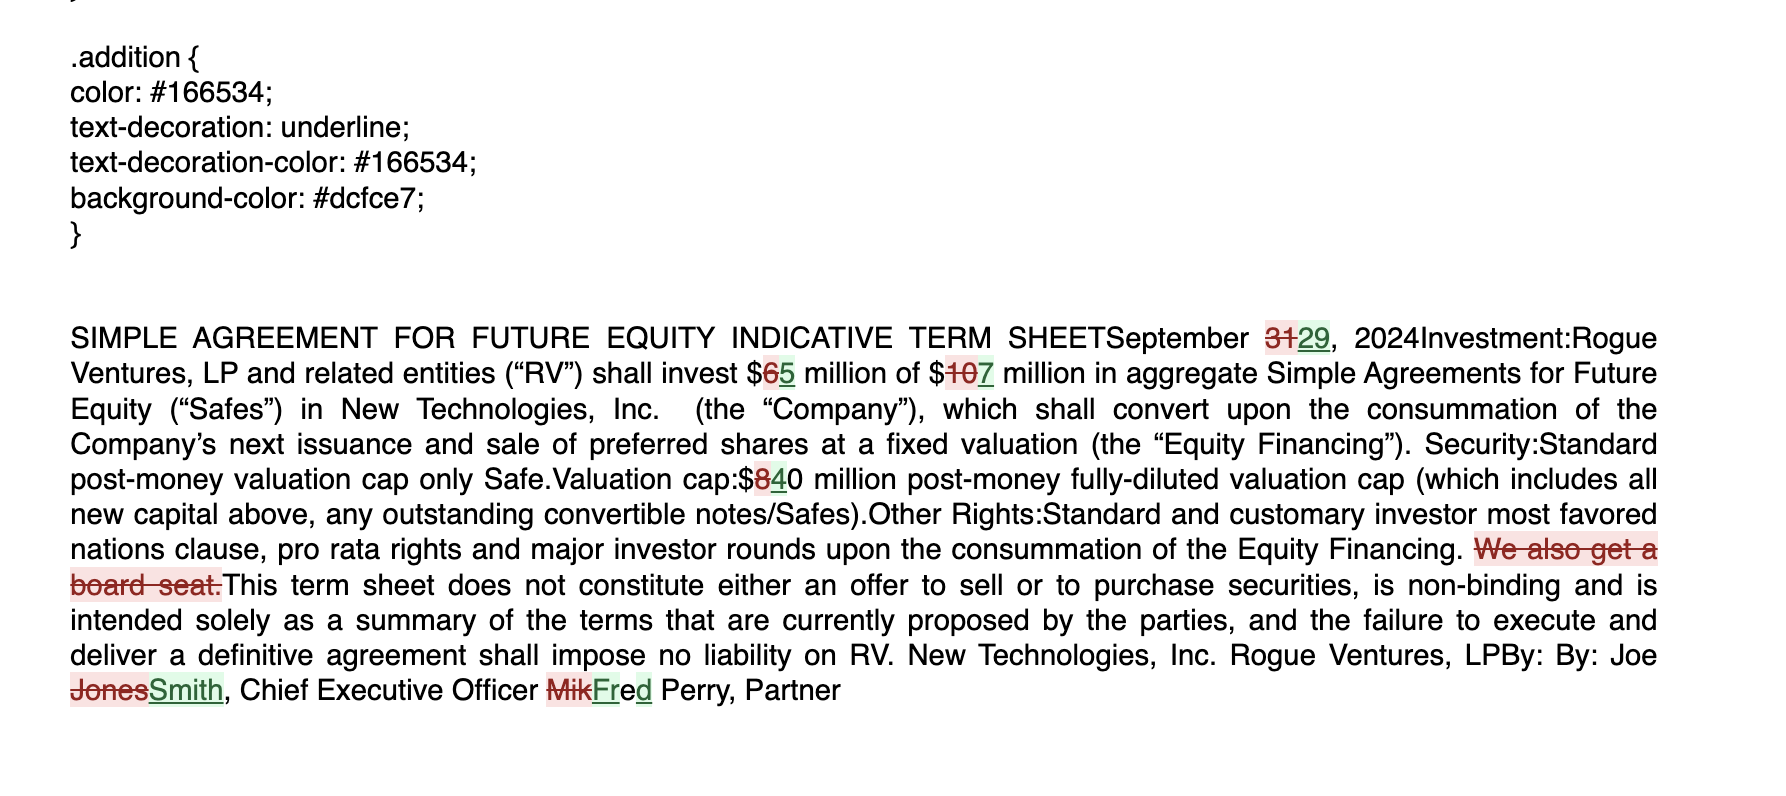 .addition {
color: #166534;
text-decoration: underline;
text-decoration-color: #166534;
background-color: #dcfce7;
}
SIMPLE AGREEMENT FOR FUTURE EQUITY INDICATIVE TERM SHEETSeptember 3129, 2024Investment:Rogue
Ventures, LP and related entities (“RV”) shall invest $65 million of $107 million in aggregate Simple Agreements for Future
Equity (“Safes”) in New Technologies, Inc.  (the “Company”), which shall convert upon the consummation of the
Company’s next issuance and sale of preferred shares at a fixed valuation (the “Equity Financing”). Security:Standard
post-money valuation cap only Safe.Valuation cap:$840 million post-money fully-diluted valuation cap (which includes all
new capital above, any outstanding convertible notes/Safes).Other Rights:Standard and customary investor most favored
nations clause, pro rata rights and major investor rounds upon the consummation of the Equity Financing. We also get a
board seat.This term sheet does not constitute either an offer to sell or to purchase securities, is non-binding and is
intended solely as a summary of the terms that are currently proposed by the parties, and the failure to execute and
deliver a definitive agreement shall impose no liability on RV. New Technologies, Inc. Rogue Ventures, LPBy: By: Joe
JonesSmith, Chief Executive Officer MikFred Perry, Partner